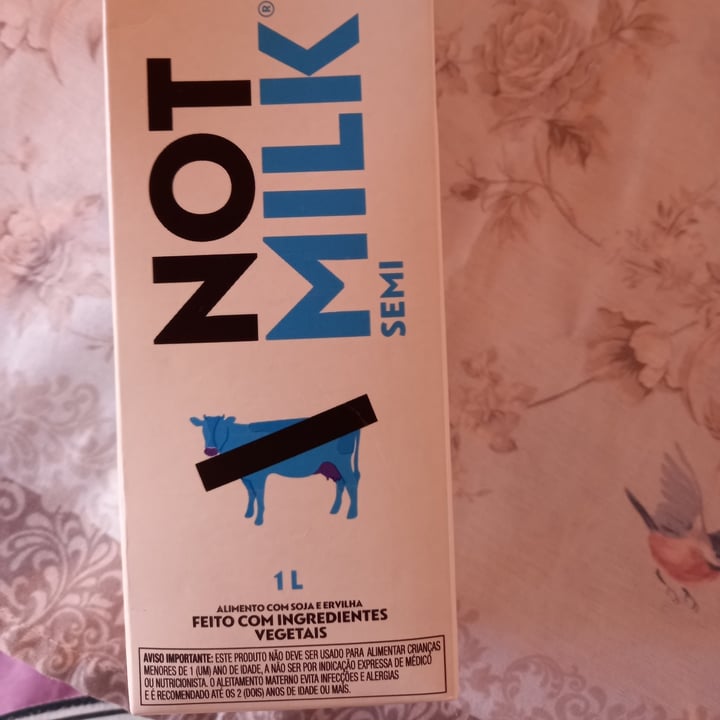 NOT
MILK®
SEMI
1 L
ALIMENTO COM SOJA E ERVILHA
FEITO COM INGREDIENTES
VEGETAIS
AVISO IMPORTANTE: ESTE PRODUTO NÃO DEVE SER USADO PARA ALIMENTAR CRIANÇAS
MENORES DE 1 (UM) ANO DE IDADE, A NÃO SER POR INDICAÇÃO EXPRESSA DE MÉDICO
OU NUTRICIONISTA. O ALEITAMENTO MATERNO EVITA INFECÇÕES E ALERGIAS
E É RECOMENDADO ATÉ OS 2 (DOIS) ANOS DE IDADE OU MAIS.